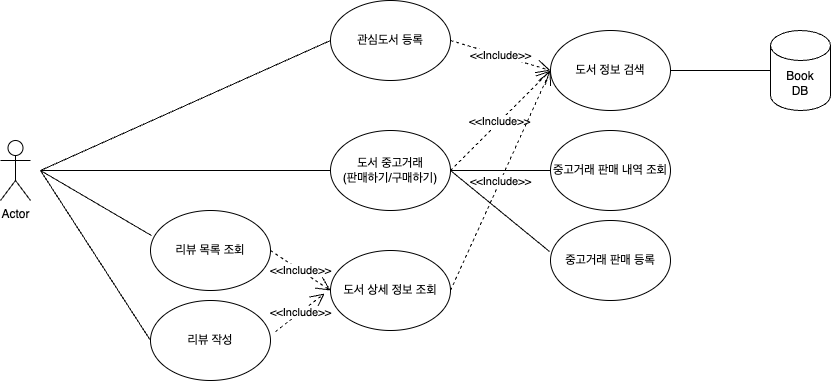 관심도서 등록
<<Include>>
도서 정보 검색
Book
DB
<<Include>>
Actor
도서 중고거래
(판매하기/구매하기)
중고거래 판매 내역 조회
<<Include>>
리뷰 목록 조회
중고거래 판매 등록
<<Include>>
도서 상세 정보 조회
<<Include>>
리뷰 작성